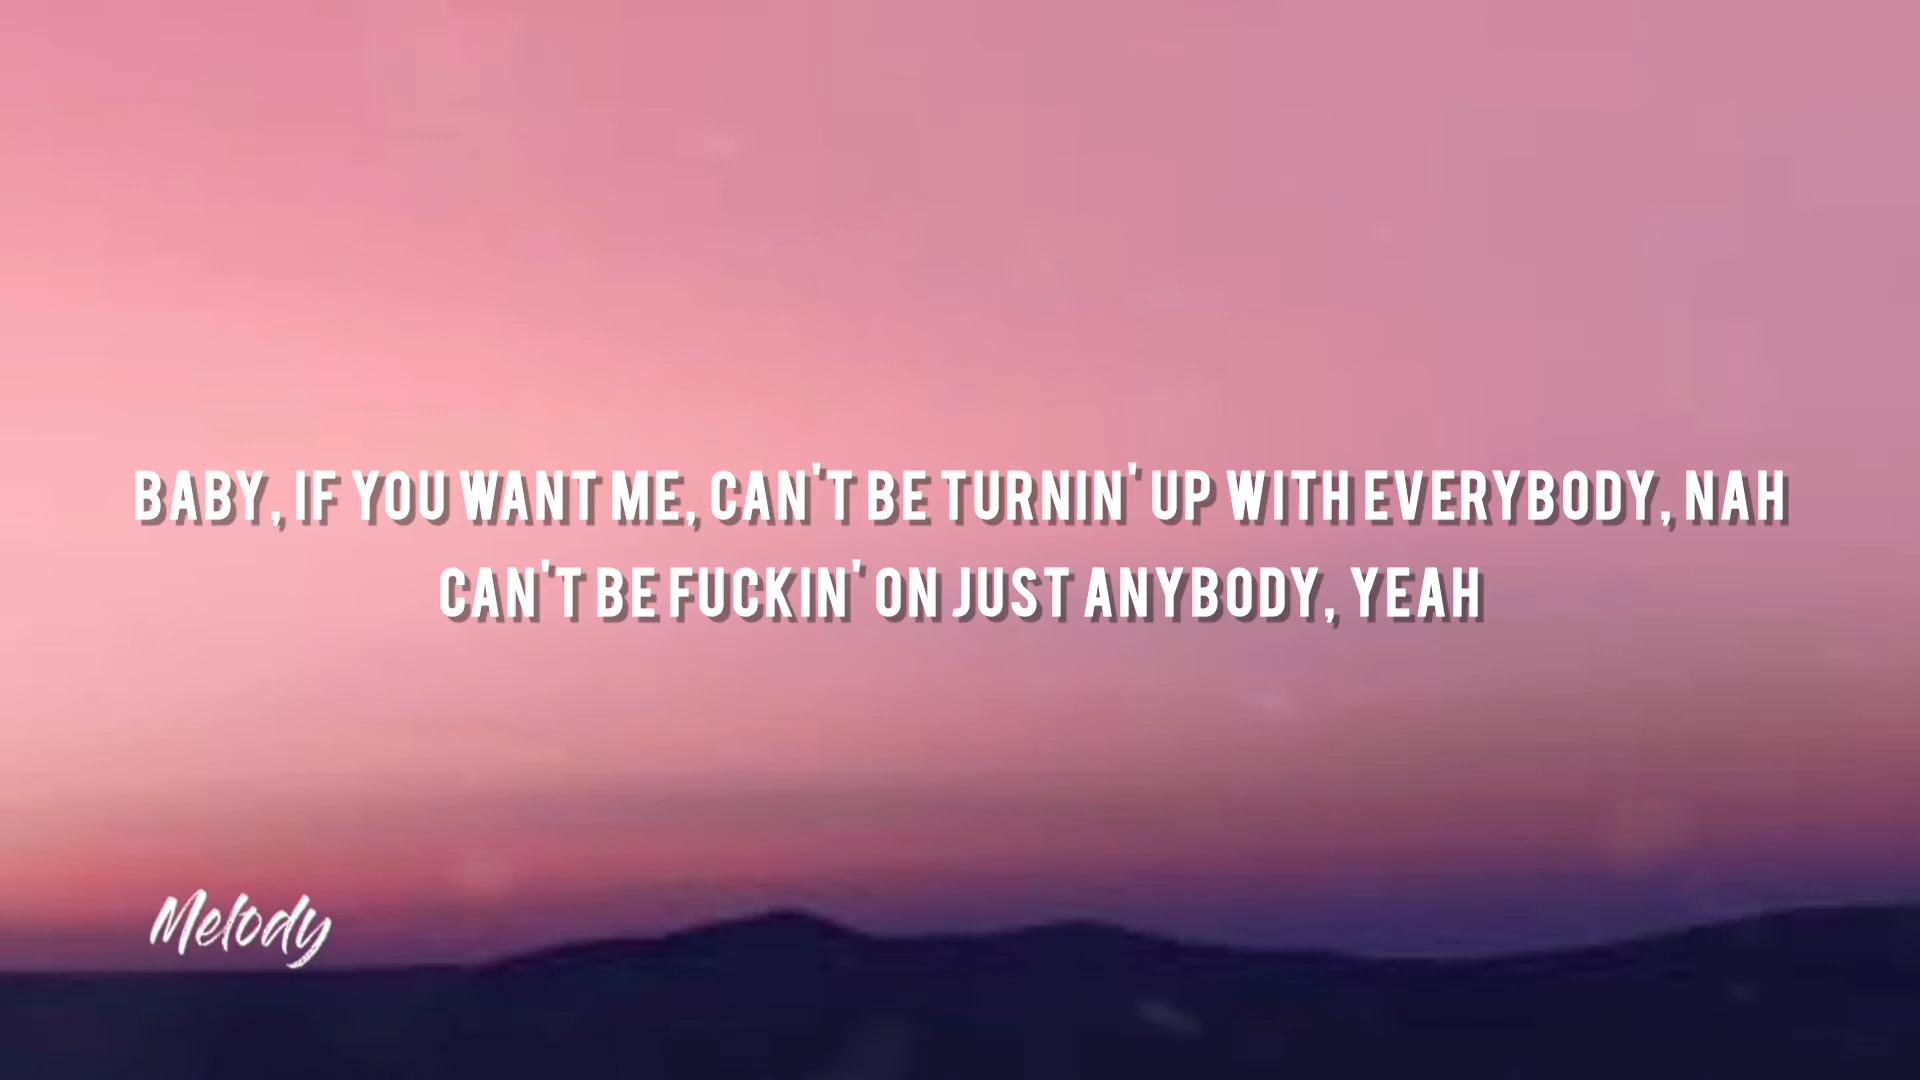 BABY, IF YOU WANT ME, CAN'T BE TURNIN' UP WITH EVERYBODY, NAH
CAN'T BE FUCKIN' ON JUST ANYBODY, YEAH
Melody